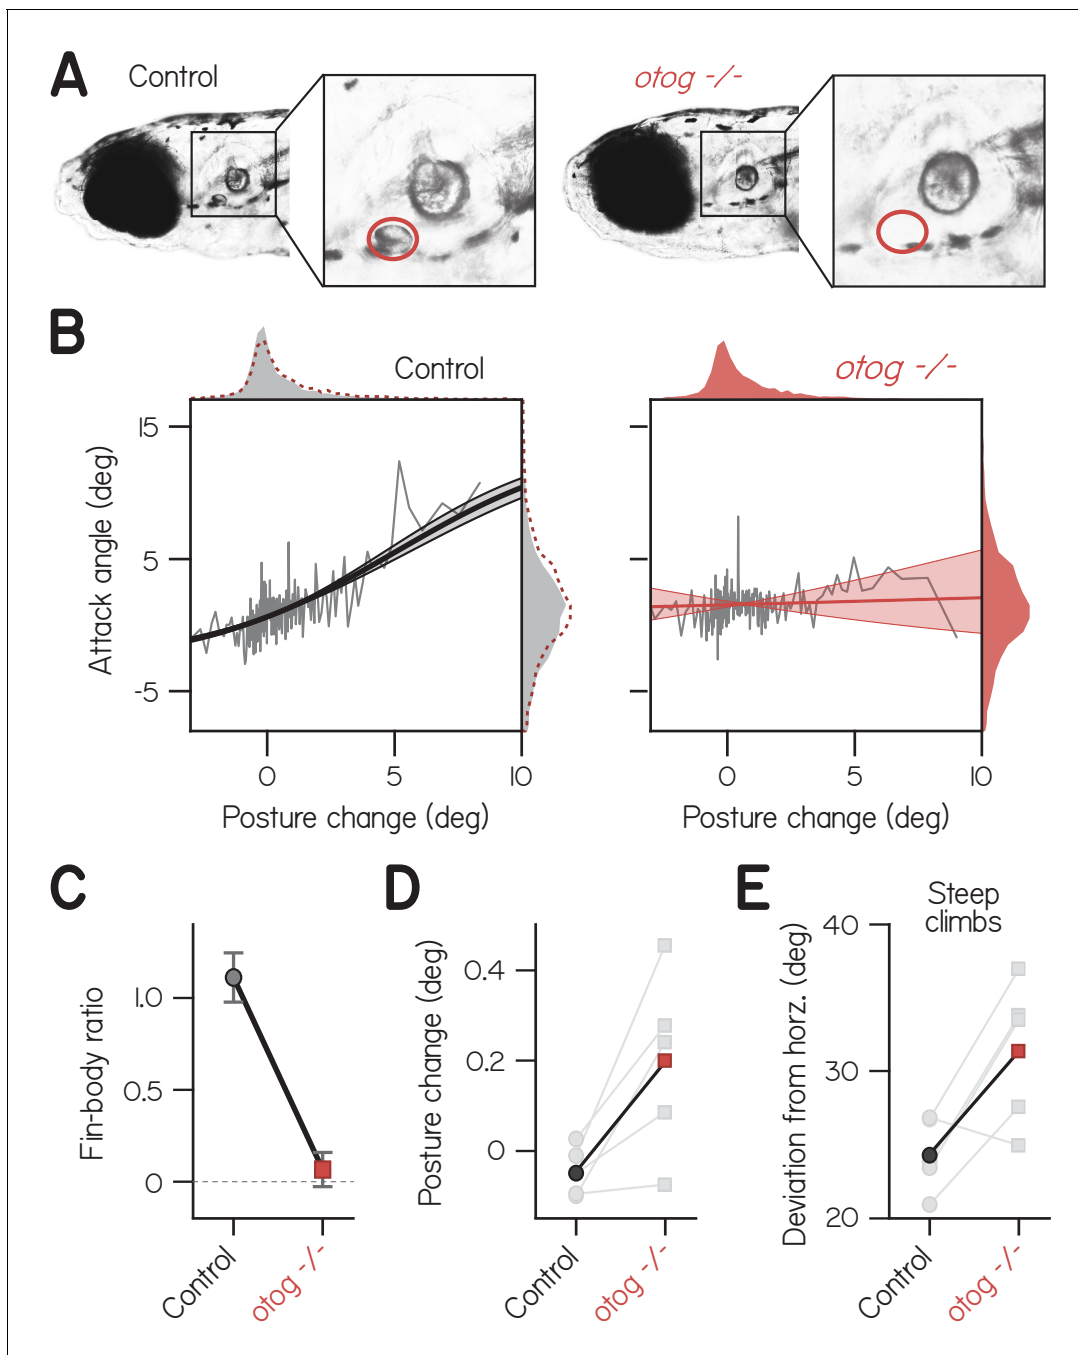 A
Control
otog -/-
B
Control
otog -/-
15
5
-5
Attack angle (deg)
0
5
10
Posture change (deg)
0
5
10
Posture change (deg)
C
1.0
0.5
0
Fin-body ratio
Control
otog -/-
D
0.4
0.2
0
Posture change (deg)
Control
otog -/-
E
Steep
climbs
40
30
20
Deviation from horz. (deg)
Control
otog -/-